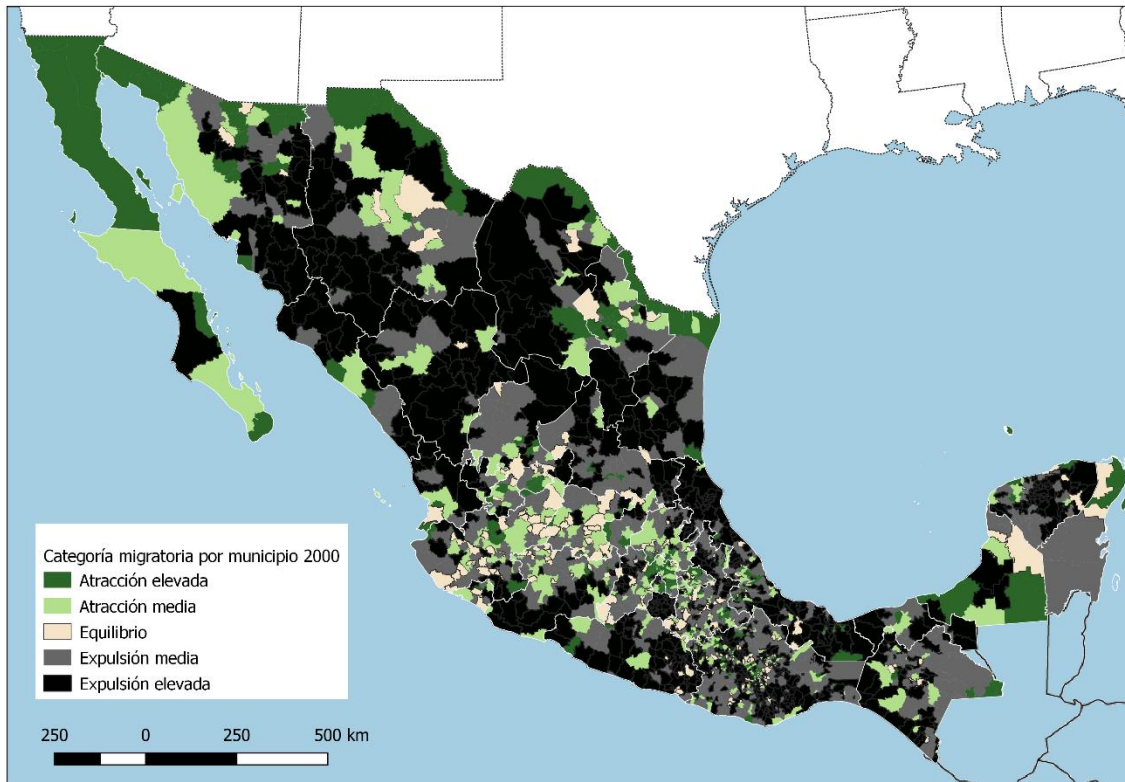 Categoría migratoria por municipio 2000
Atracción elevada
Atracción media
Equilibrio
Expulsión media
Expulsión elevada
250 0 250 500 km